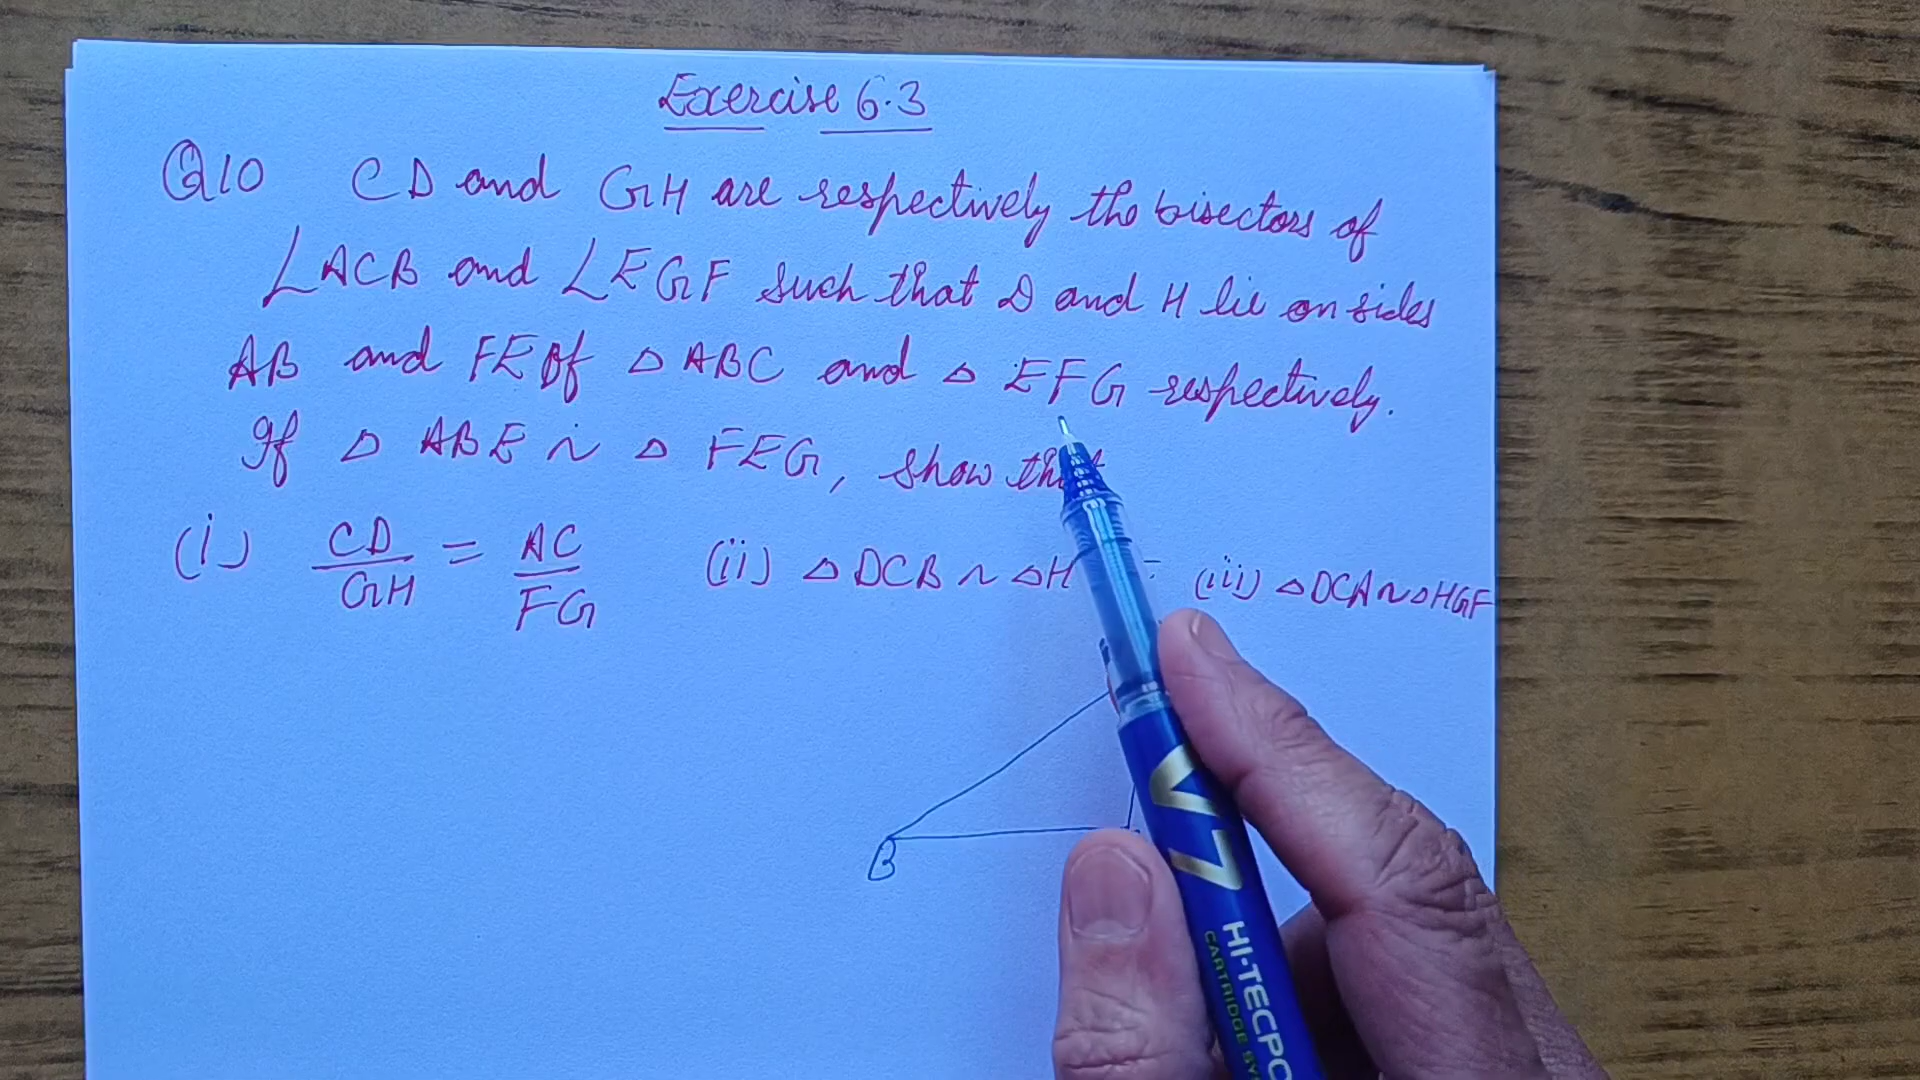 Exercise 6.3
Q10 CD and GH are respectively the bisectors of
∠ACB and ∠EGF such that D and H lie on sides
AB and FE of △ ABC and △ EFG respectively.
If △ ABE ~ △ FEG, show
(i) CD/GH = AC/FG (ii) △ DCB ~ △H (iii) △DCA ~ △HGF
B
V7
HI-TECPO
CARTRIDGE SY